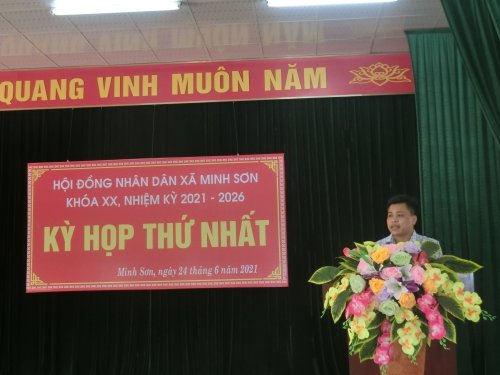 QUANG VINH MUÔN NĂM
HỘI ĐỒNG NHÂN DÂN XÃ MINH SƠN
KHÓA XX, NHIỆM KỲ 2021 - 2026
KỲ HỌP THỨ NHẤT
Minh Sơn, ngày 24 tháng 6 năm 2021